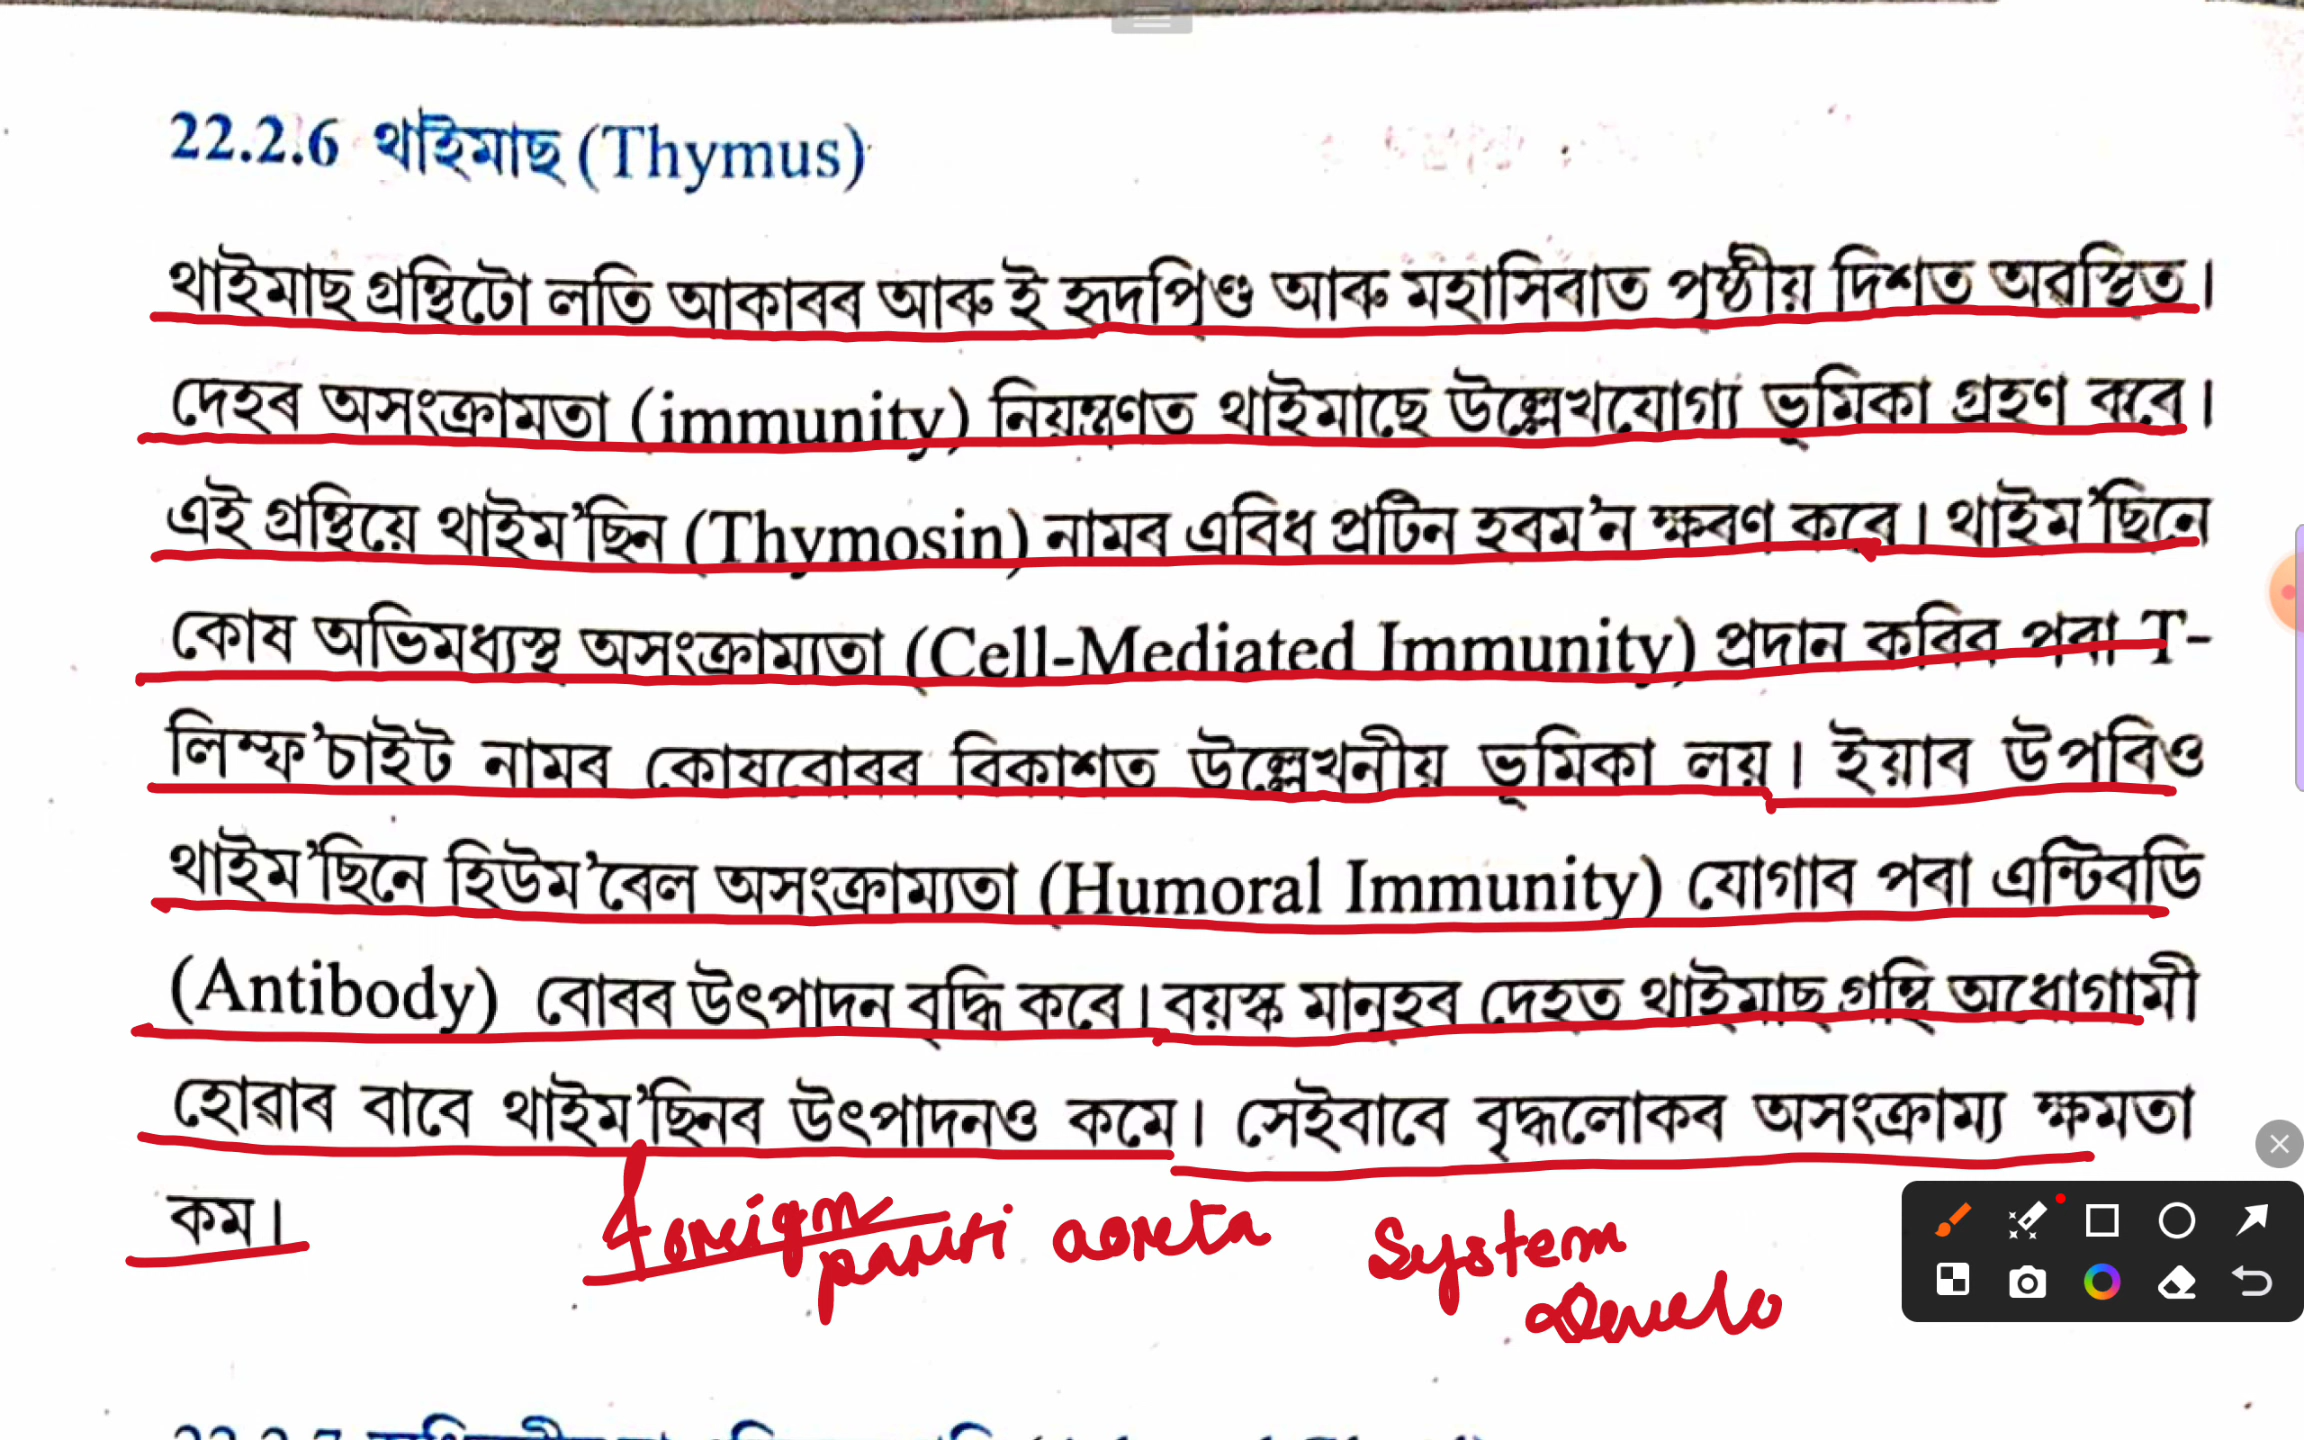 22.2.6 থাইমাছ (Thymus)
থাইমাছ গ্ৰন্থিটো লতি আকাৰৰ আৰু ই হৃদপিণ্ড আৰু মহাসিৰাত পৃষ্ঠীয় দিশত অৱস্থিত।
দেহৰ অসংক্ৰামতা (immunity) নিয়ন্ত্ৰণত থাইমাছে উল্লেখযোগ্য ভূমিকা গ্ৰহণ কৰে।
এই গ্ৰন্থিয়ে থাইম'ছিন (Thymosin) নামৰ এবিধ প্ৰটিন হৰম'ন ক্ষৰণ কৰে। থাইম'ছিনে
কোষ অভিমধ্যস্থ অসংক্ৰাম্যতা (Cell-Mediated Immunity) প্ৰদান কৰিব পৰা T-
লিম্ফ'চাইট নামৰ কোষবোৰৰ বিকাশত উল্লেখনীয় ভূমিকা লয়। ইয়াৰ উপৰিও
থাইম'ছিনে হিউম'ৰেল অসংক্ৰাম্যতা (Humoral Immunity) যোগাব পৰা এন্টিবডি
(Antibody) বোৰৰ উৎপাদন বৃদ্ধি কৰে। বয়স্ক মানুহৰ দেহত থাইমাছ গ্ৰন্থি অধোগামী
হোৱাৰ বাবে থাইম'ছিনৰ উৎপাদনও কমে। সেইবাবে বৃদ্ধলোকৰ অসংক্ৰাম্য ক্ষমতা
কম।
foreign
system